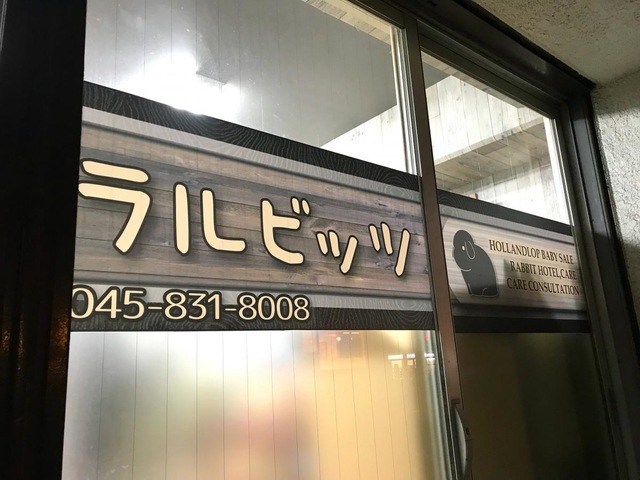 ラルビッツ
045-831-8008
HOLLANDLOP BABY SALE
RABBIT HOTEL,CARE
CARE CONSULTATION